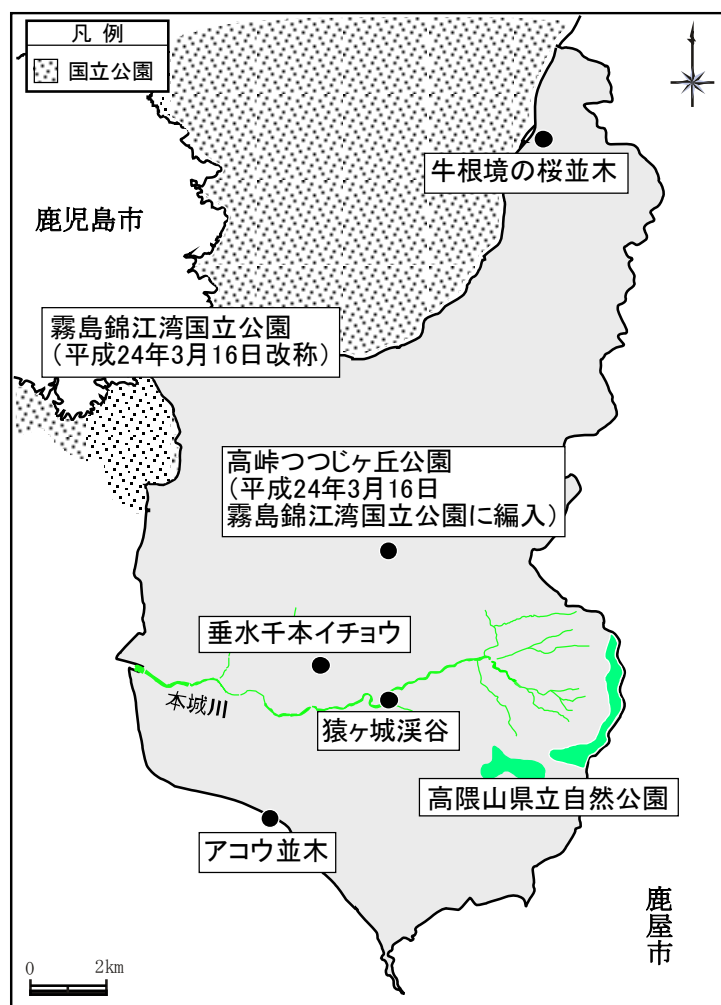 凡例
国立公園
牛根境の桜並木
鹿児島市
霧島錦江湾国立公園
(平成24年3月16日改称)
高峠つつじヶ丘公園
(平成24年3月16日
霧島錦江湾国立公園に編入)
垂水千本イチョウ
本城川
猿ヶ城渓谷
高隈山県立自然公園
アコウ並木
鹿屋市
0 2km